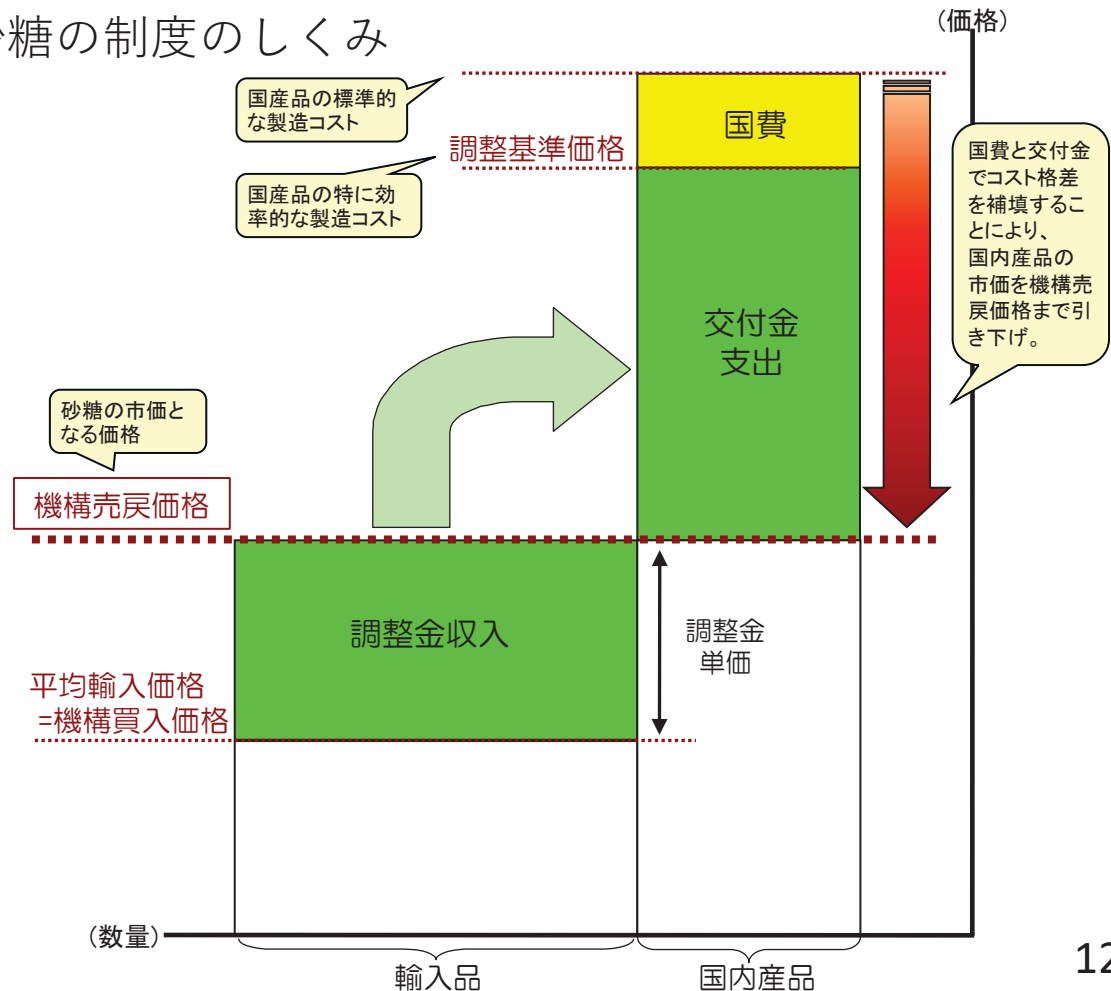 糖の制度のしくみ
(価格)
国産品の標準的
な製造コスト
国費
調整基準価格
国産品の特に効
率的な製造コスト
国費と交付金
でコスト格差
を補填するこ
とにより、
国内産品の
市価を機構売
戻価格まで引
き下げ。
交付金
支出
砂糖の市価と
なる価格
機構売戻価格
調整金収入
調整金
単価
平均輸入価格
=機構買入価格
(数量)
輸入品
国内産品
12